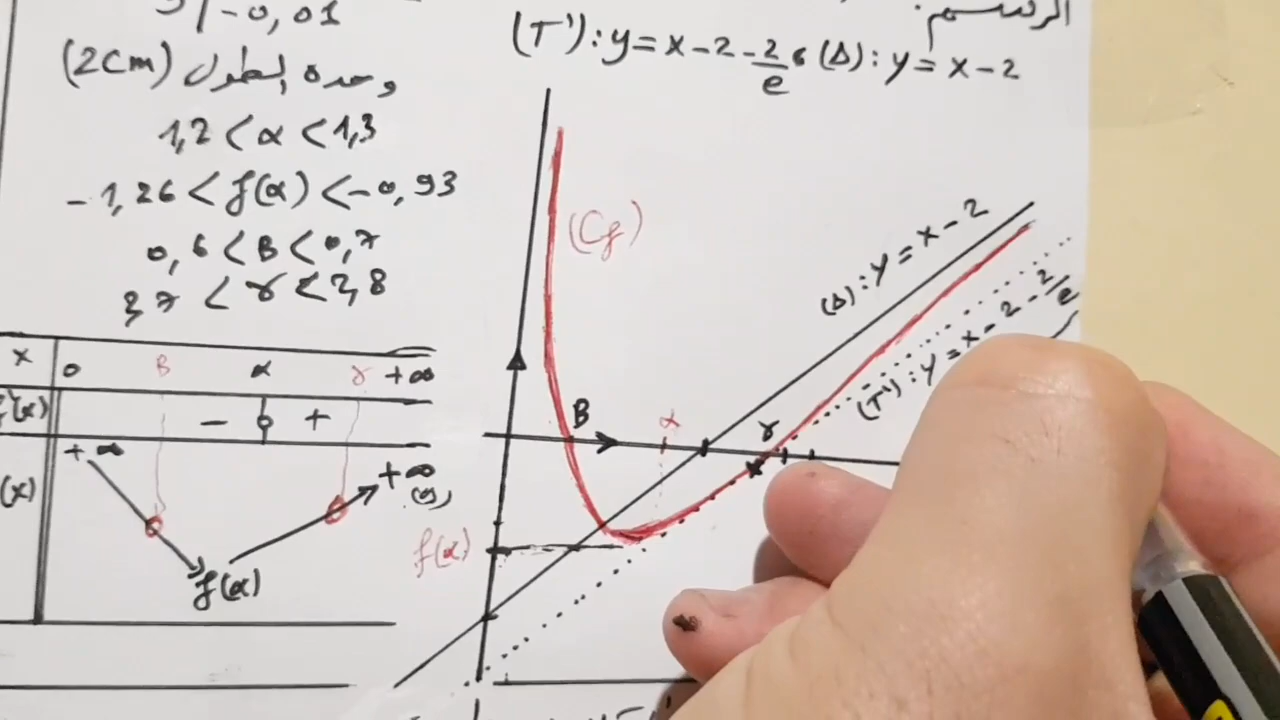 الرسم:
(T'): y = x - 2 - 2/e ، (Δ): y = x - 2
-0,01
وحدة الطول (2cm)
1,2 < α < 1,3
-1,26 < f(α) < -0,93
0,6 < B < 0,7
2,7 < γ < 2,8
(Cf)
(Δ): y = x - 2
(T'): y = x - 2 - 2/e
B
α
γ
f(α)
x 0 B α γ +∞
f'(x) - 0 +
(x) +∞ +∞
f(α)